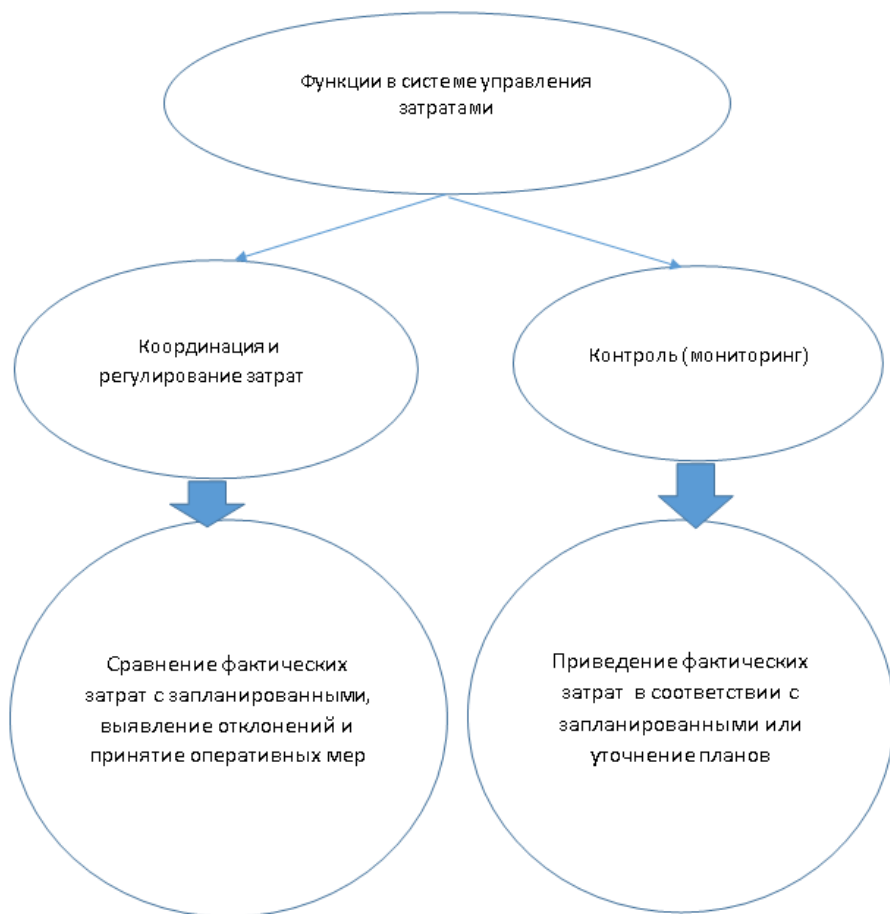 Функции в системе управления
затратами
Координация и
регулирование затрат
Контроль (мониторинг)
Сравнение фактических
затрат с запланированными,
выявление отклонений и
принятие оперативных мер
Приведение фактических
затрат в соответствии с
запланированными или
уточнение планов